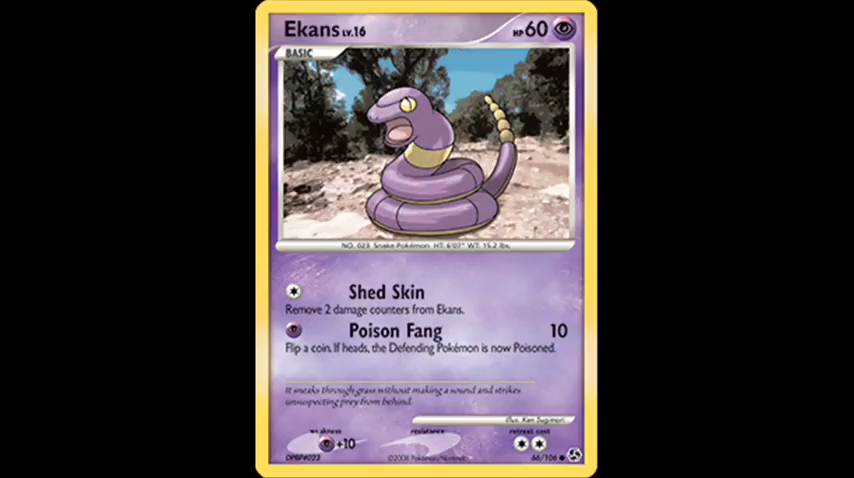 Ekans LV.16 HP 60
BASIC
NO. 023 Snake Pokémon HT: 6'07" WT: 15.2 lbs.
Shed Skin
Remove 2 damage counters from Ekans.
Poison Fang 10
Flip a coin. If heads, the Defending Pokémon is now Poisoned.
It sneaks through grass without making a sound and strikes
unsuspecting prey from behind.
Illus. Ken Sugimori
weakness resistance retreat cost
+10
DPBP#023 ©2008 Pokémon/Nintendo 66/106